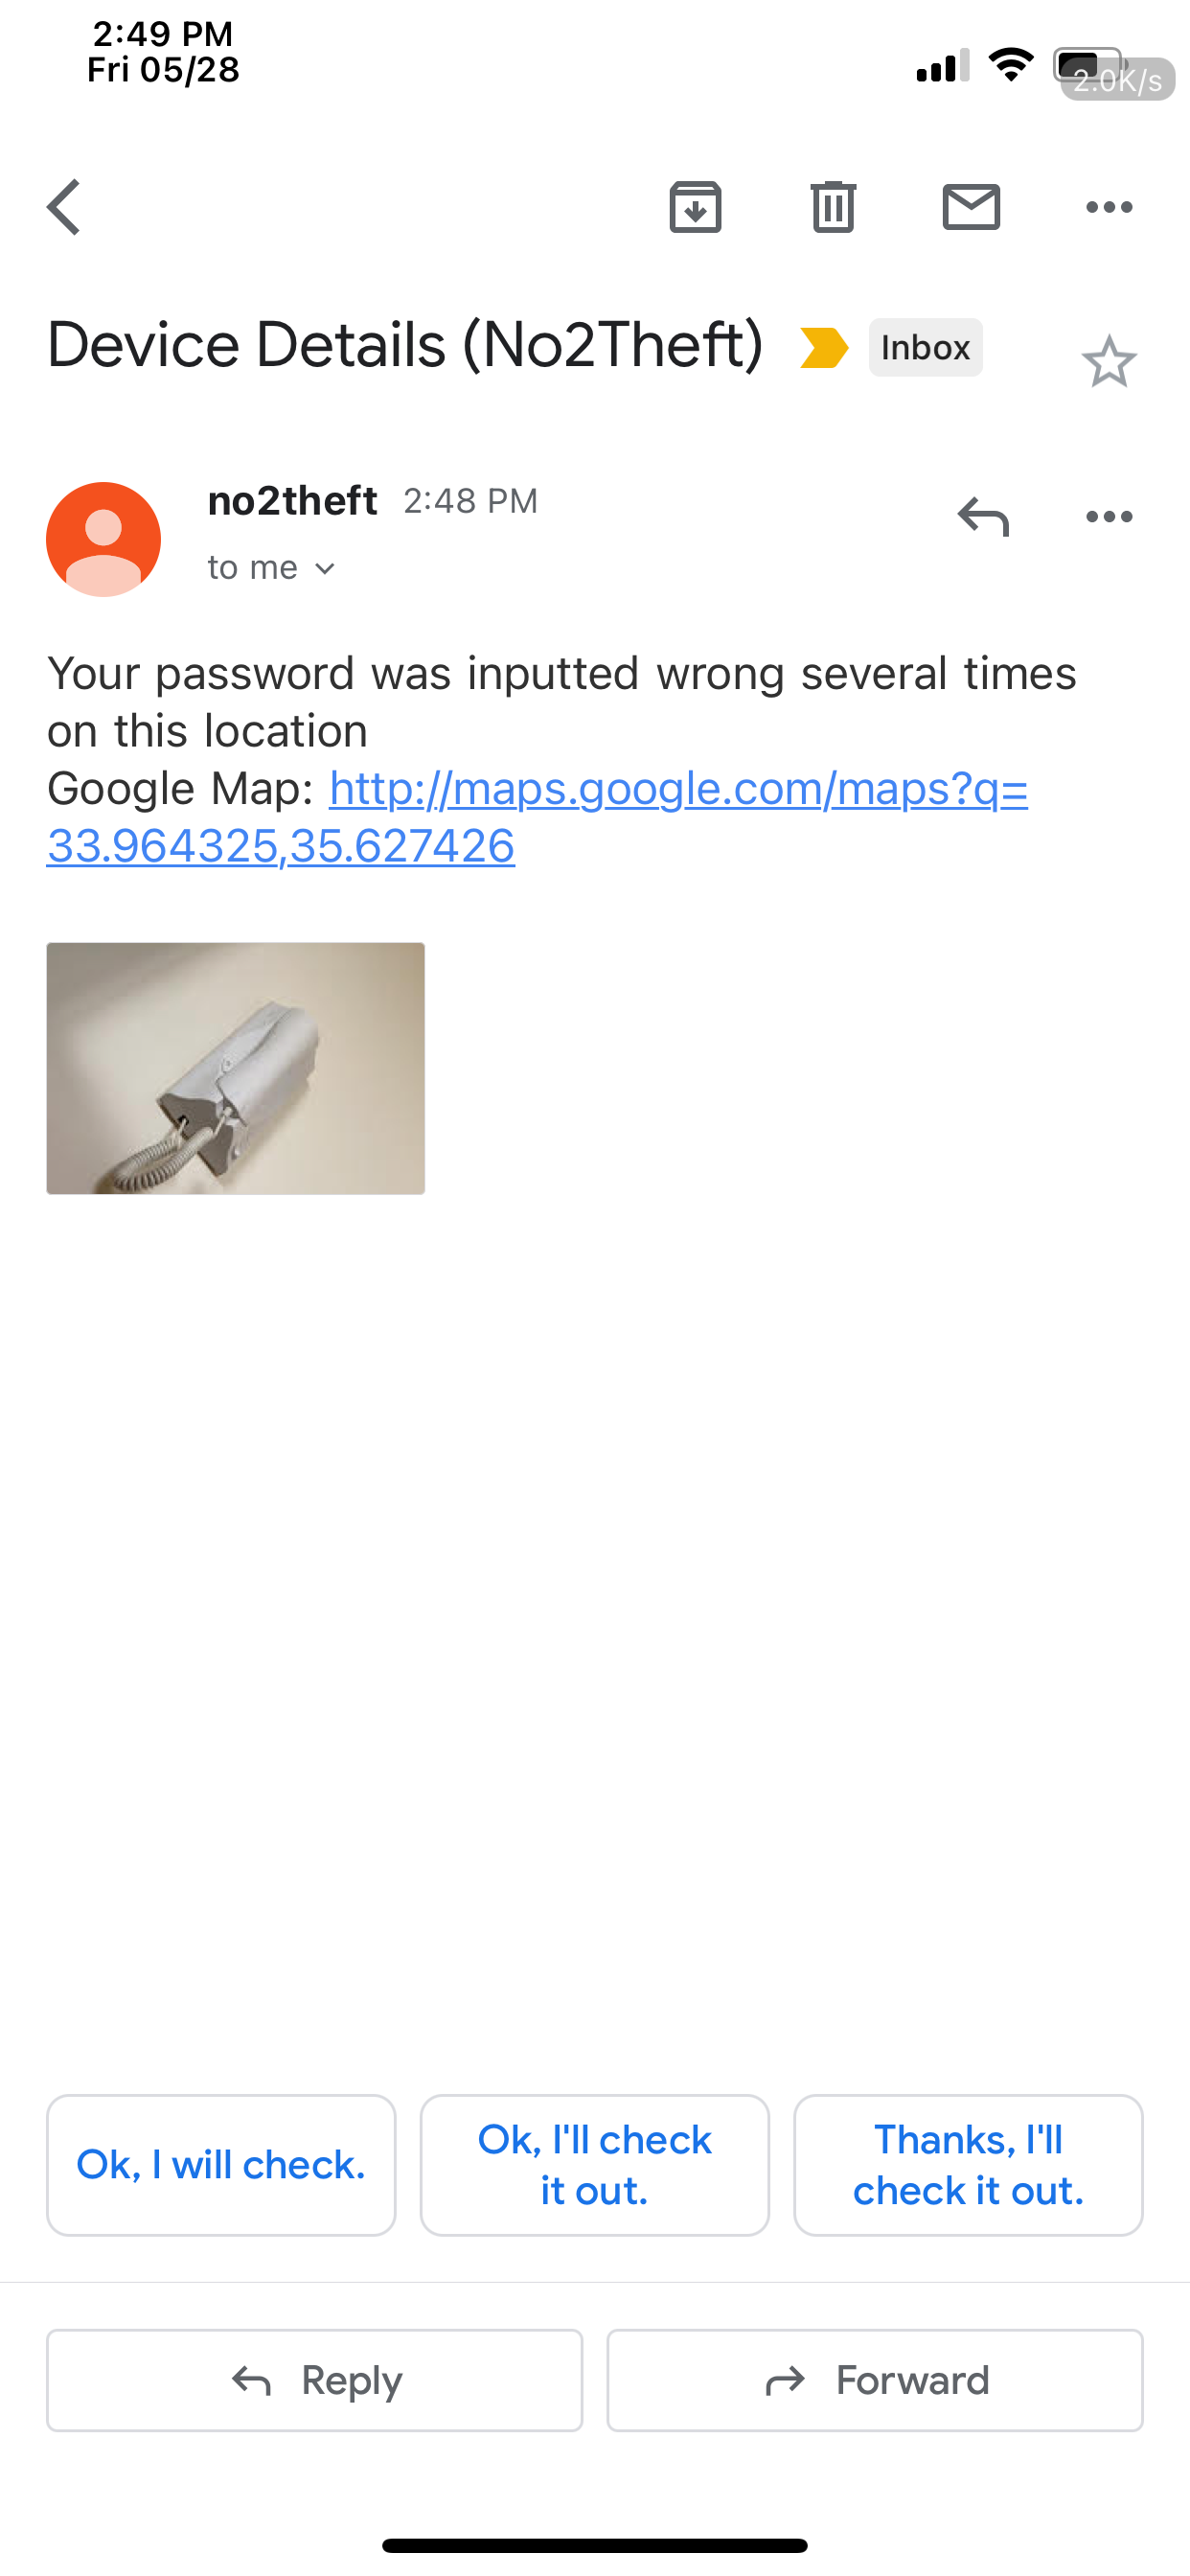 2:49 PM
Fri 05/28
2.0K/s
Device Details (No2Theft)
Inbox
no2theft 2:48 PM
to me
Your password was inputted wrong several times
on this location
Google Map: http://maps.google.com/maps?q=
33.964325,35.627426
Ok, I will check.
Ok, I'll check
it out.
Thanks, I'll
check it out.
Reply
Forward